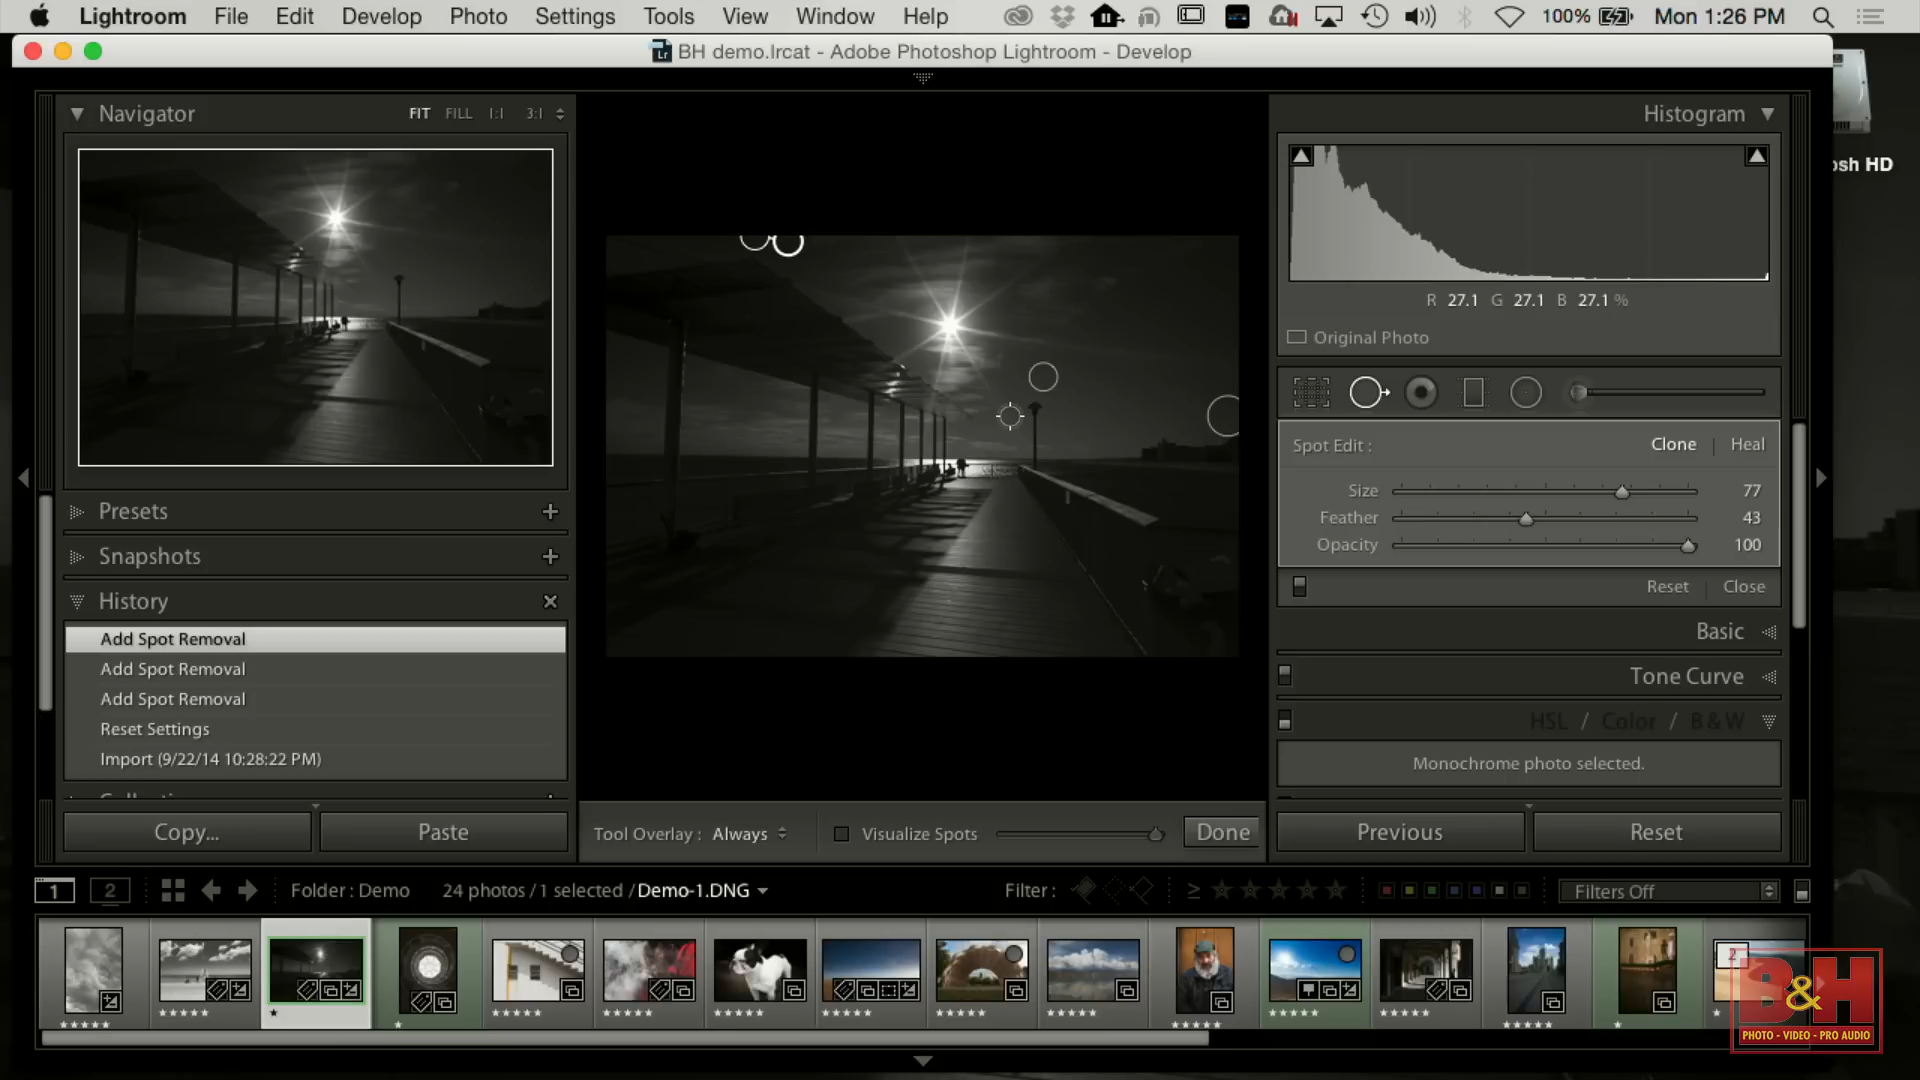 Lightroom File Edit Develop Photo Settings Tools View Window Help 100% Mon 1:26 PM
Lr BH demo.lrcat - Adobe Photoshop Lightroom - Develop
Navigator FIT FILL 1:1 3:1
Histogram
osh HD
R 27.1 G 27.1 B 27.1 %
Original Photo
Spot Edit : Clone | Heal
Size 77
Feather 43
Opacity 100
Reset | Close
Presets +
Snapshots +
History
Add Spot Removal
Add Spot Removal
Add Spot Removal
Reset Settings
Import (9/22/14 10:28:22 PM)
Basic
Tone Curve
HSL / Color / B & W
Monochrome photo selected.
Copy... Paste
Tool Overlay : Always Visualize Spots Done
Previous Reset
1 2 Folder : Demo 24 photos / 1 selected / Demo-1.DNG Filter : ≥ Filters Off
2
B&H
PHOTO - VIDEO - PRO AUDIO